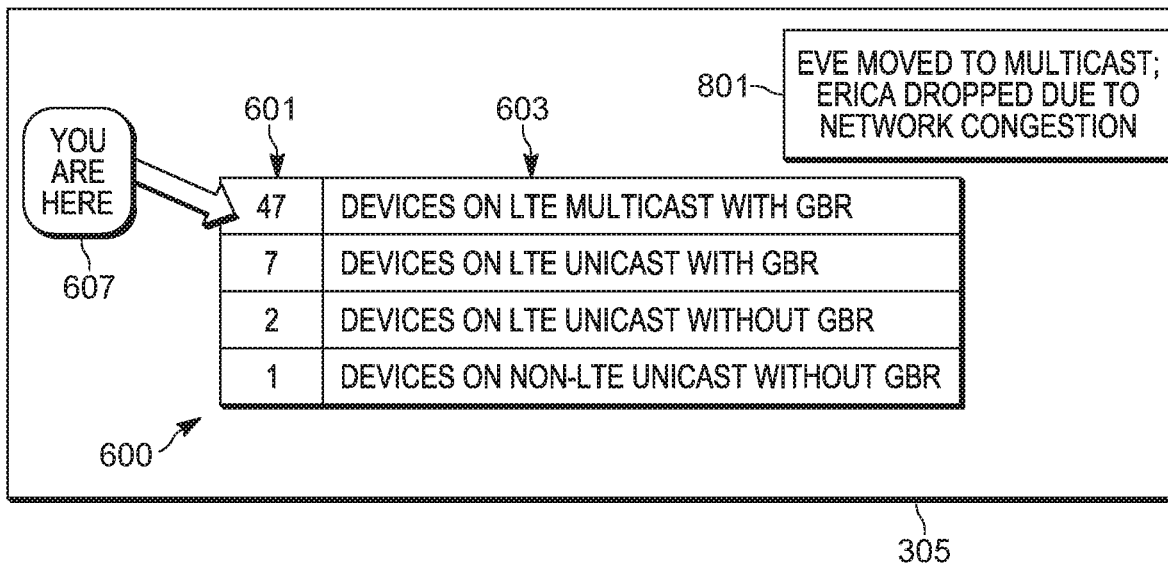 EVE MOVED TO MULTICAST;
801
ERICA DROPPED DUE TO
NETWORK CONGESTION
601
603
YOU
ARE
HERE
607
47 DEVICES ON LTE MULTICAST WITH GBR
7 DEVICES ON LTE UNICAST WITH GBR
2 DEVICES ON LTE UNICAST WITHOUT GBR
1 DEVICES ON NON-LTE UNICAST WITHOUT GBR
600
305